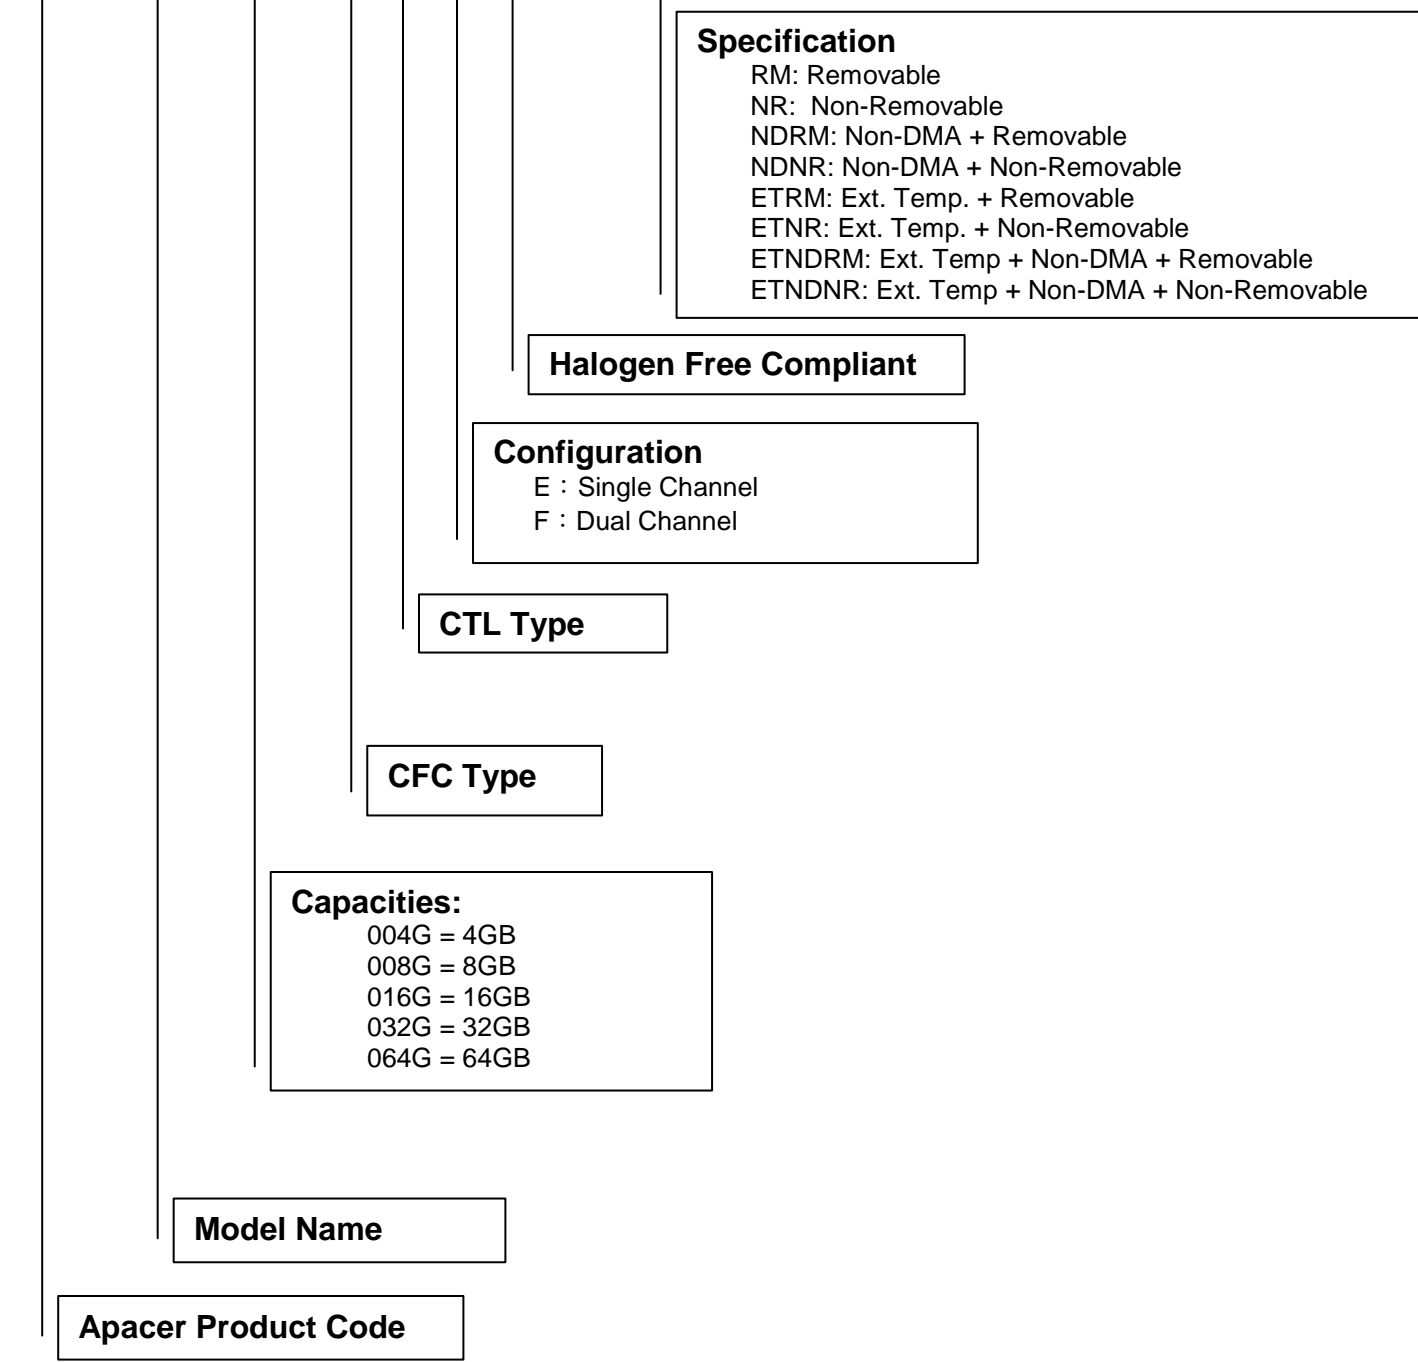 Specification
RM: Removable
NR: Non-Removable
NDRM: Non-DMA + Removable
NDNR: Non-DMA + Non-Removable
ETRM: Ext. Temp. + Removable
ETNR: Ext. Temp. + Non-Removable
ETNDRM: Ext. Temp + Non-DMA + Removable
ETNDNR: Ext. Temp + Non-DMA + Non-Removable
Halogen Free Compliant
Configuration
E：Single Channel
F：Dual Channel
CTL Type
CFC Type
Capacities:
004G = 4GB
008G = 8GB
016G = 16GB
032G = 32GB
064G = 64GB
Model Name
Apacer Product Code